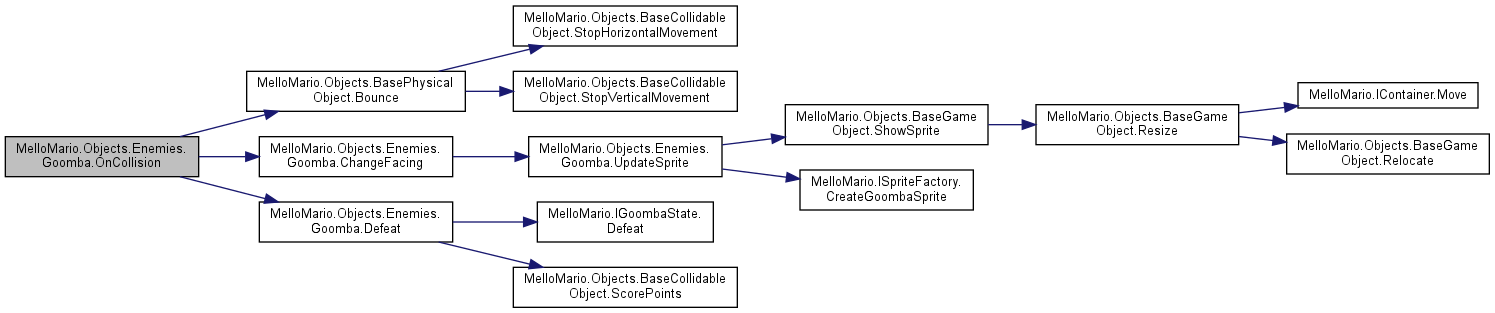 MelloMario.Objects.Enemies.
Goomba.OnCollision
MelloMario.Objects.BasePhysical
Object.Bounce
MelloMario.Objects.BaseCollidable
Object.StopHorizontalMovement
MelloMario.Objects.BaseCollidable
Object.StopVerticalMovement
MelloMario.Objects.Enemies.
Goomba.ChangeFacing
MelloMario.Objects.Enemies.
Goomba.UpdateSprite
MelloMario.Objects.BaseGame
Object.ShowSprite
MelloMario.Objects.BaseGame
Object.Resize
MelloMario.IContainer.Move
MelloMario.Objects.BaseGame
Object.Relocate
MelloMario.ISpriteFactory.
CreateGoombaSprite
MelloMario.Objects.Enemies.
Goomba.Defeat
MelloMario.IGoombaState.
Defeat
MelloMario.Objects.BaseCollidable
Object.ScorePoints